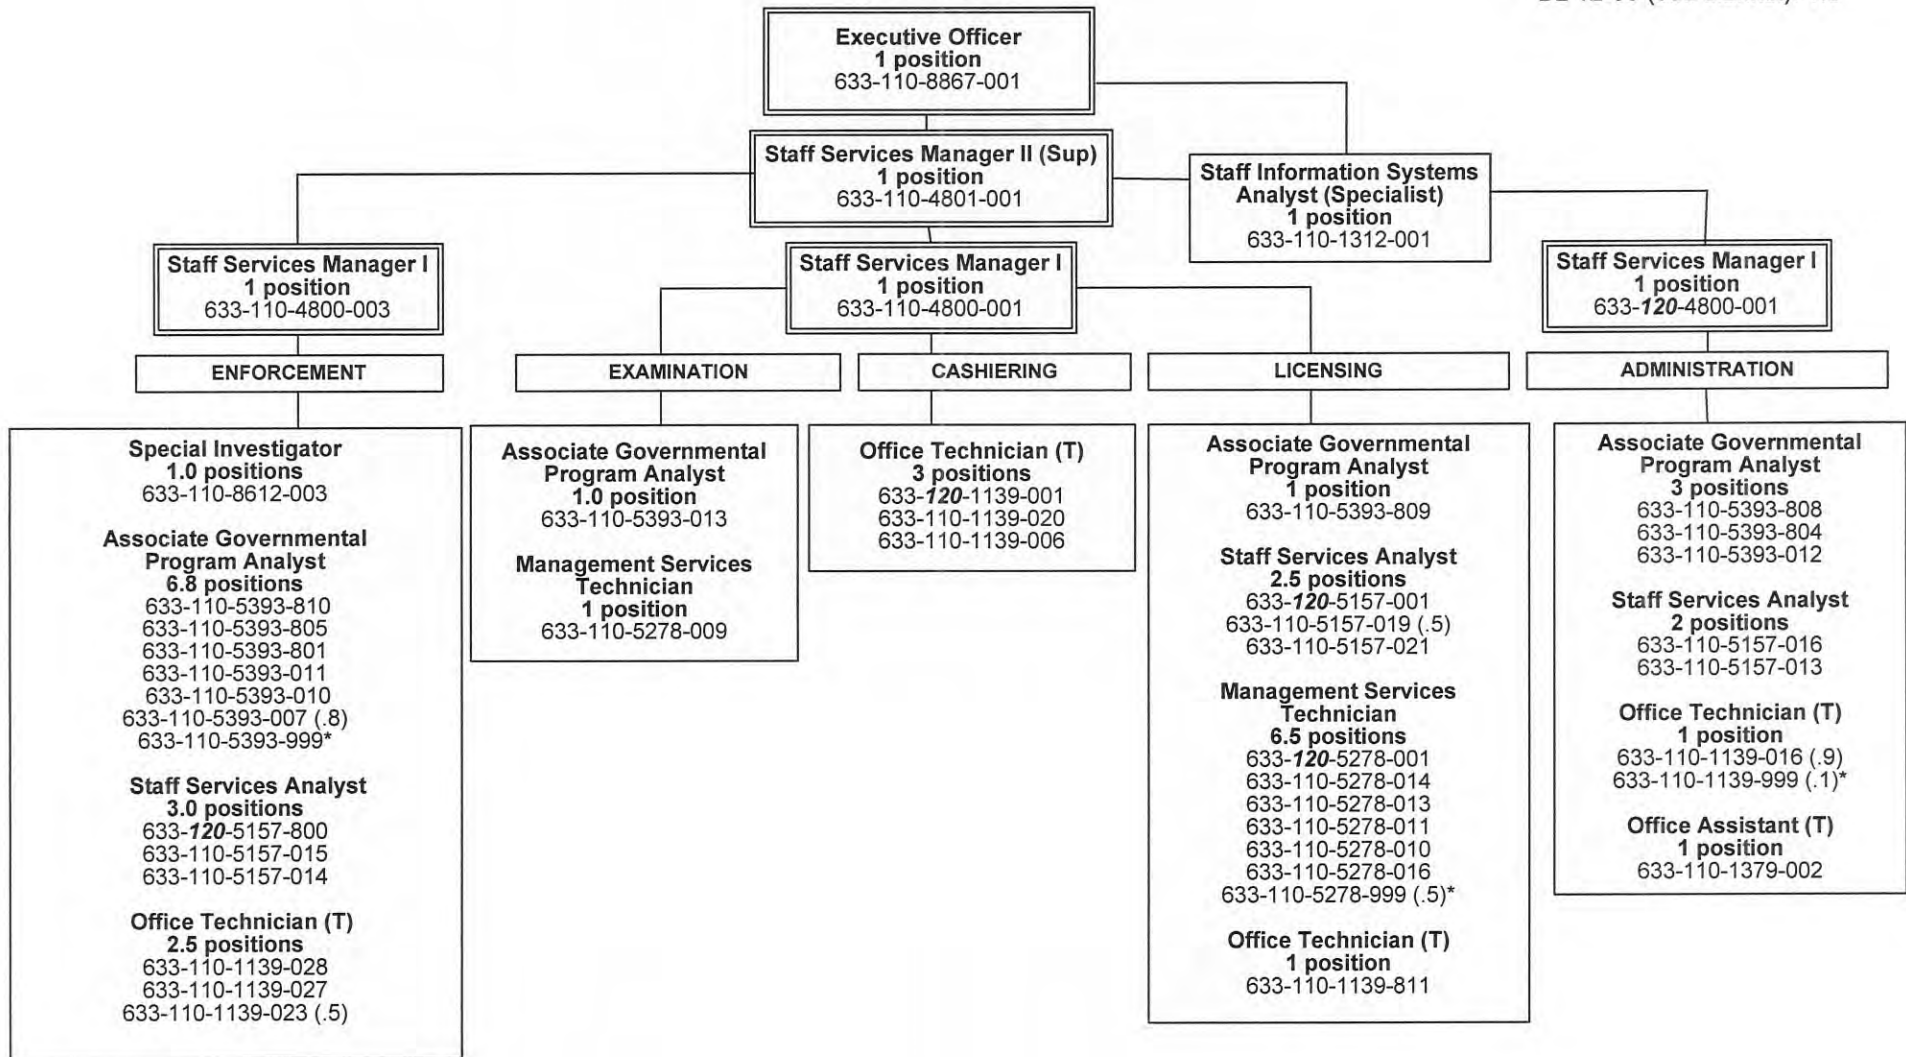 Executive Officer
1 position
633-110-8867-001
Staff Services Manager II (Sup)
1 position
633-110-4801-001
Staff Information Systems
Analyst (Specialist)
1 position
633-110-1312-001
Staff Services Manager I
1 position
633-110-4800-003
Staff Services Manager I
1 position
633-110-4800-001
Staff Services Manager I
1 position
633-120-4800-001
ENFORCEMENT
EXAMINATION
CASHIERING
LICENSING
ADMINISTRATION
Special Investigator
1.0 positions
633-110-8612-003
Associate Governmental
Program Analyst
6.8 positions
633-110-5393-810
633-110-5393-805
633-110-5393-801
633-110-5393-011
633-110-5393-010
633-110-5393-007 (.8)
633-110-5393-999*
Staff Services Analyst
3.0 positions
633-120-5157-800
633-110-5157-015
633-110-5157-014
Office Technician (T)
2.5 positions
633-110-1139-028
633-110-1139-027
633-110-1139-023 (.5)
Associate Governmental
Program Analyst
1.0 position
633-110-5393-013
Management Services
Technician
1 position
633-110-5278-009
Office Technician (T)
3 positions
633-120-1139-001
633-110-1139-020
633-110-1139-006
Associate Governmental
Program Analyst
1 position
633-110-5393-809
Staff Services Analyst
2.5 positions
633-120-5157-001
633-110-5157-019 (.5)
633-110-5157-021
Management Services
Technician
6.5 positions
633-120-5278-001
633-110-5278-014
633-110-5278-013
633-110-5278-011
633-110-5278-010
633-110-5278-016
633-110-5278-999 (.5)*
Office Technician (T)
1 position
633-110-1139-811
Associate Governmental
Program Analyst
3 positions
633-110-5393-808
633-110-5393-804
633-110-5393-012
Staff Services Analyst
2 positions
633-110-5157-016
633-110-5157-013
Office Technician (T)
1 position
633-110-1139-016 (.9)
633-110-1139-999 (.1)*
Office Assistant (T)
1 position
633-110-1379-002